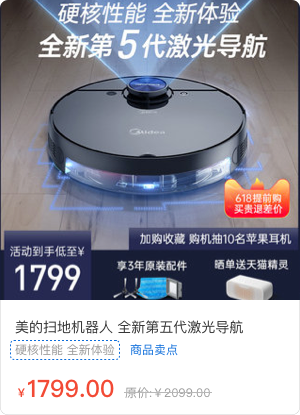 硬核性能 全新体验
全新第5代激光导航
Midea
618提前购
买贵退差价
加购收藏 购机抽10名苹果耳机
活动到手低至¥
1799
享3年原装配件
晒单送天猫精灵
美的扫地机器人 全新第五代激光导航
硬核性能 全新体验 商品卖点
¥1799.00 原价:¥2099.00